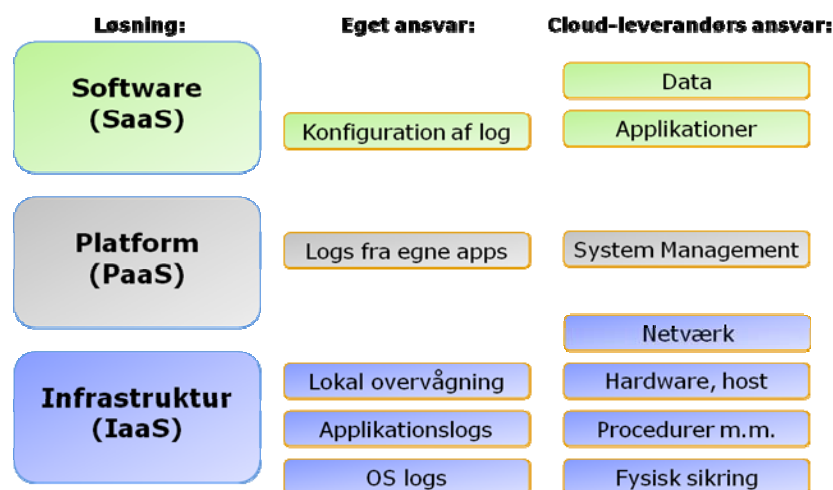 Løsning:
Eget ansvar:
Cloud-leverandørs ansvar:
Software
(SaaS)
Konfiguration af log
Data
Applikationer
Platform
(PaaS)
Logs fra egne apps
System Management
Infrastruktur
(IaaS)
Lokal overvågning
Applikationslogs
OS logs
Netværk
Hardware, host
Procedurer m.m.
Fysisk sikring